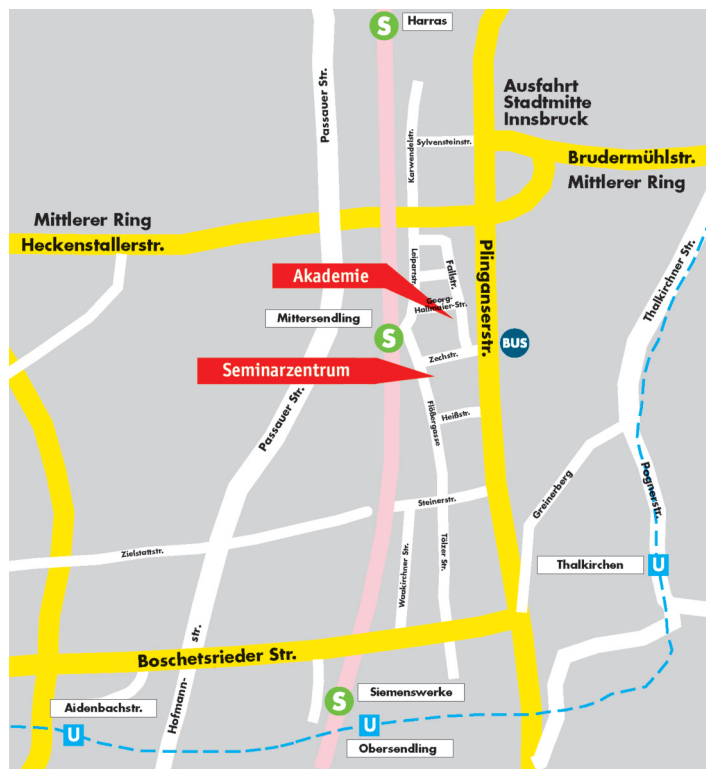 S
Harras
Passauer Str.
Ausfahrt
Stadtmitte
Innsbruck
Karwendelstr.
Sylvensteinstr.
Brudermühlstr.
Mittlerer Ring
Mittlerer Ring
Heckenstallerstr.
Plinganserstr.
Thalkirchner Str.
Leipartstr.
Fallstr.
Akademie
Georg-
Hallmaier-Str.
Mittersendling
S
BUS
Zechstr.
Seminarzentrum
Passauer Str.
Flößergasse
Heißstr.
Greinerberg
Pognerstr.
Steinerstr.
Zielstattstr.
Waakirchner Str.
Tölzer Str.
Thalkirchen
U
Boschetsrieder Str.
Hofmann-
str.
Siemenswerke
S
Aidenbachstr.
U
U
Obersendling